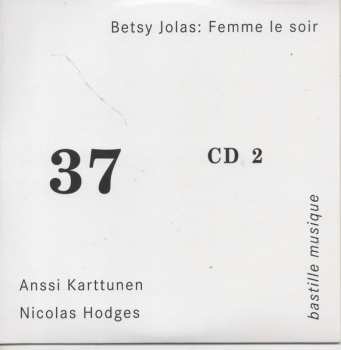 Betsy Jolas: Femme le soir
37
CD 2
Anssi Karttunen
Nicolas Hodges
bastille musique